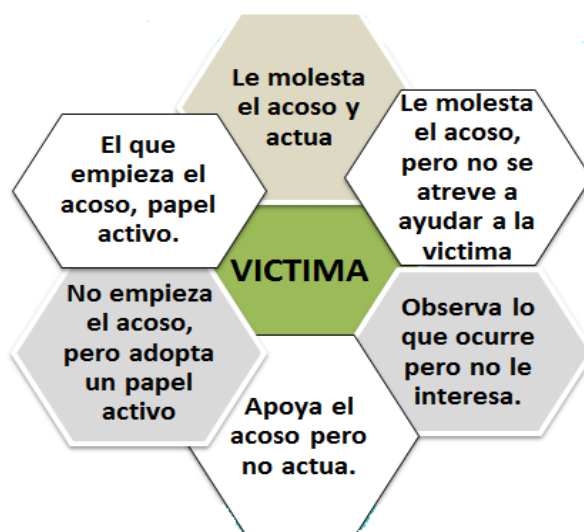 Le molesta
el acoso y
actua
Le molesta
el acoso,
pero no se
atreve a
ayudar a la
victima
El que
empieza el
acoso, papel
activo.
VICTIMA
No empieza
el acoso,
pero adopta
un papel
activo
Observa lo
que ocurre
pero no le
interesa.
Apoya el
acoso pero
no actua.